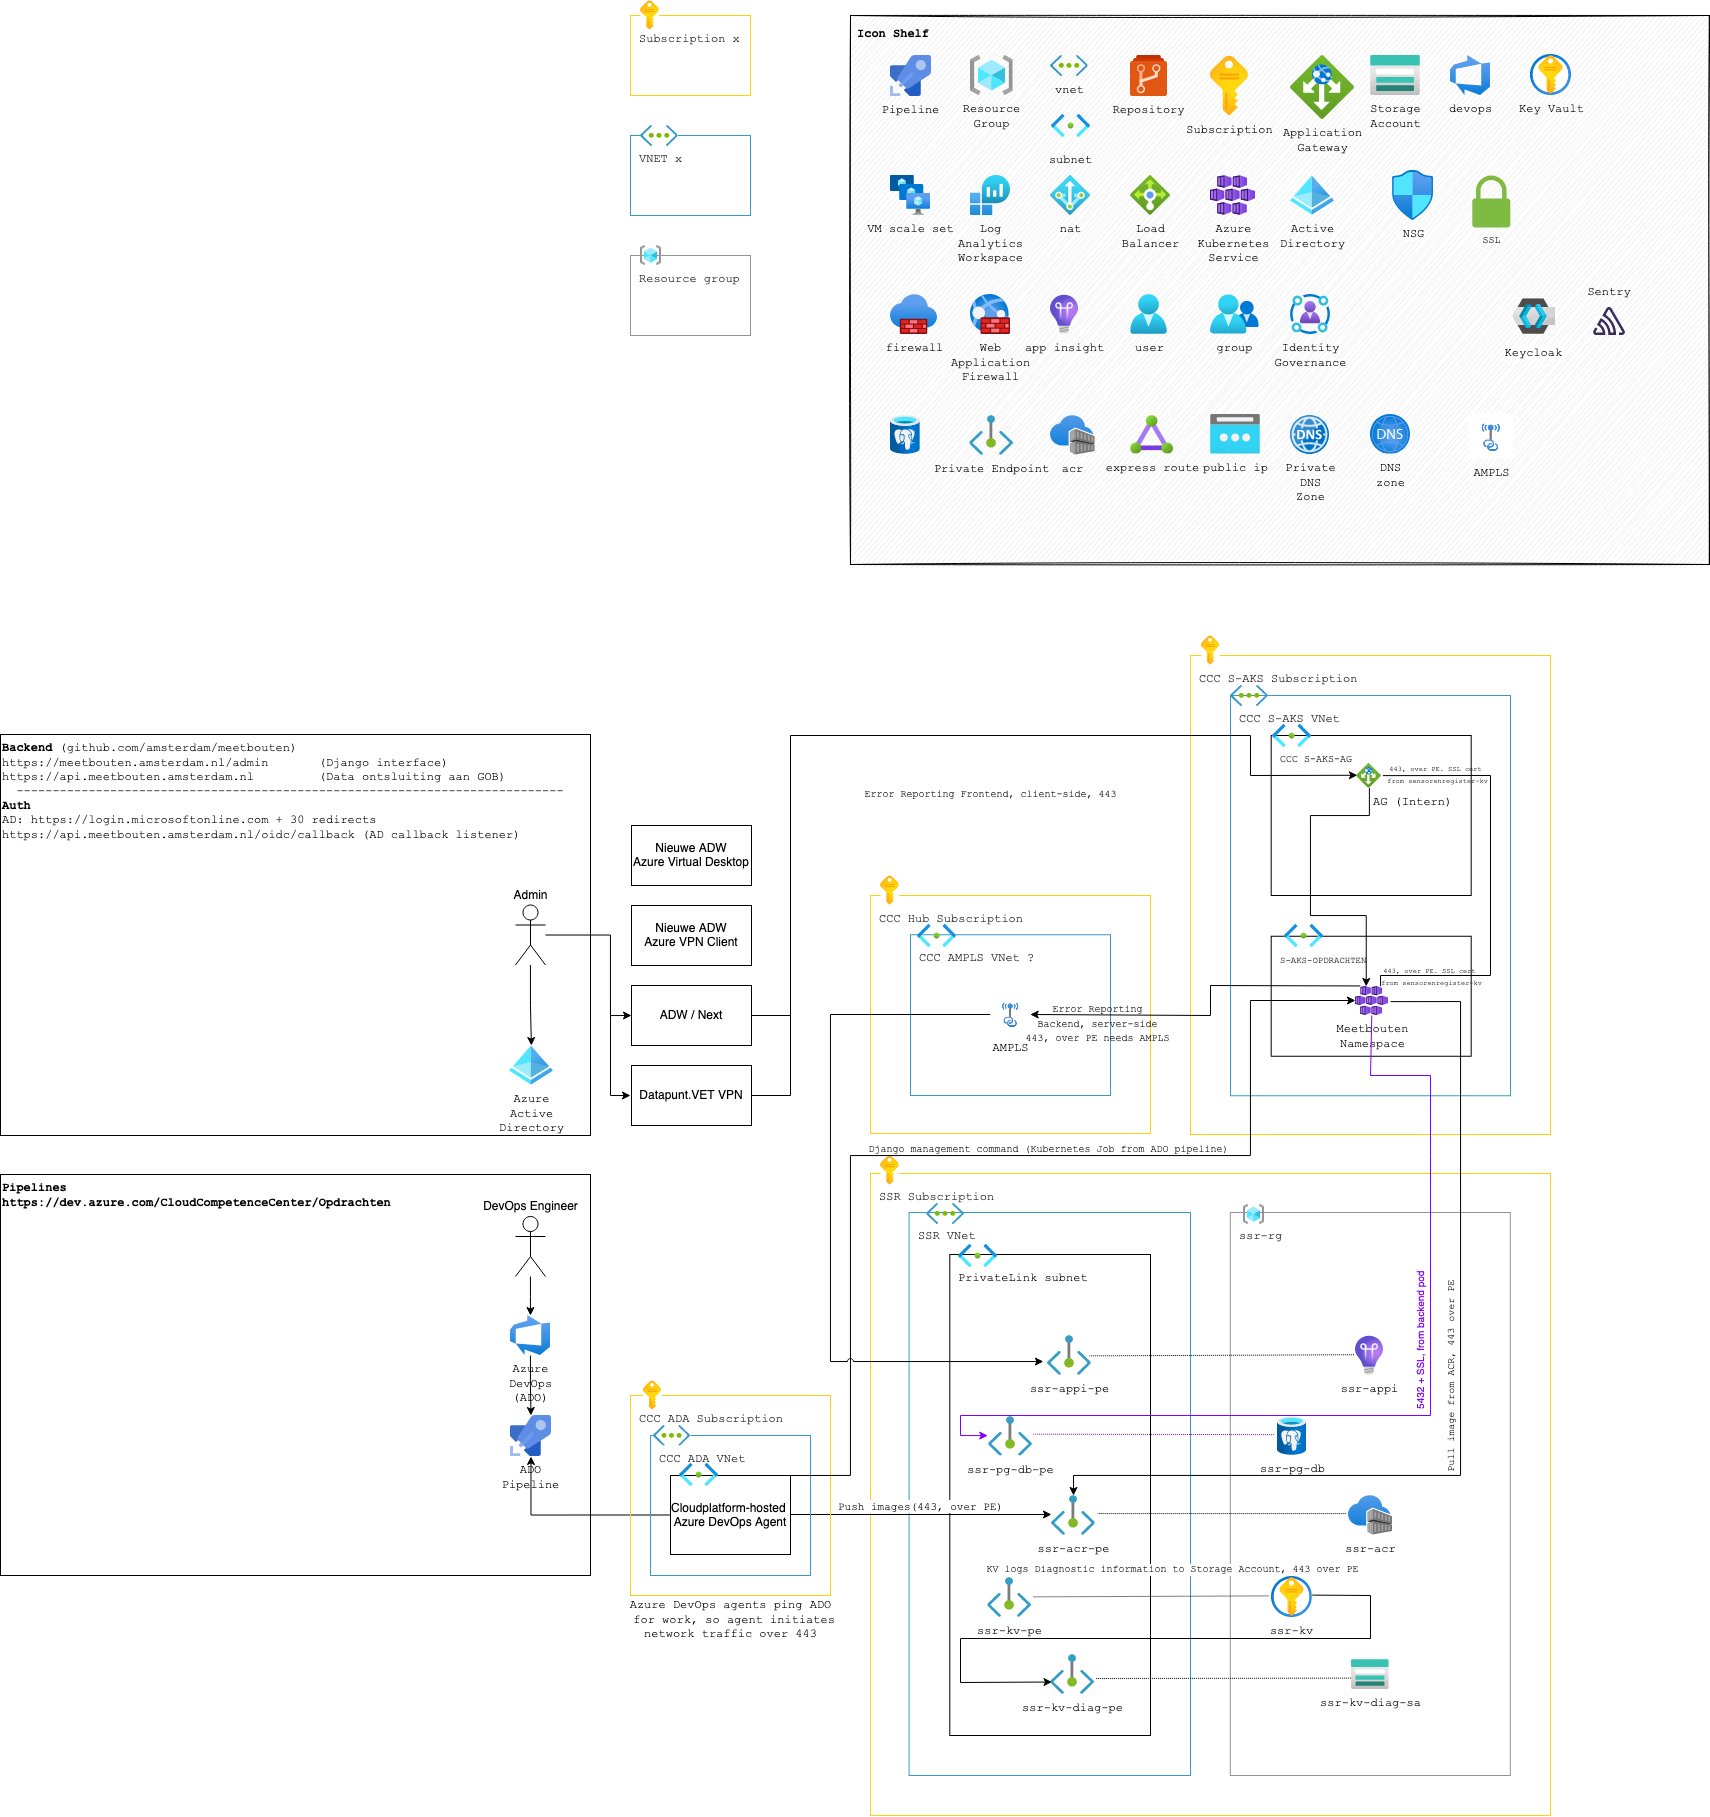 Subscription x
VNET x
Resource group
Icon Shelf
Pipeline
Resource
Group
vnet
subnet
Repository
Subscription
Application
Gateway
Storage
Account
devops
Key Vault
VM scale set
Log
Analytics
Workspace
nat
Load
Balancer
Azure
Kubernetes
Service
Active
Directory
NSG
SSL
firewall
Web
Application
Firewall
app insight
user
group
Identity
Governance
Keycloak
Sentry
Private Endpoint
acr
express route
public ip
DNS
Private
DNS
Zone
DNS
DNS
zone
AMPLS
Backend (github.com/amsterdam/meetbouten)
https://meetbouten.amsterdam.nl/admin (Django interface)
https://api.meetbouten.amsterdam.nl (Data ontsluiting aan GOB)
----------------------------------------------------------------------------
Auth
AD: https://login.microsoftonline.com + 30 redirects
https://api.meetbouten.amsterdam.nl/oidc/callback (AD callback listener)
Admin
Azure
Active
Directory
Nieuwe ADW
Azure Virtual Desktop
Nieuwe ADW
Azure VPN Client
ADW / Next
Datapunt.VET VPN
Error Reporting Frontend, client-side, 443
CCC S-AKS Subscription
CCC S-AKS VNet
CCC S-AKS-AG
443, over PE. SSL cert
from sensorenregister-kv
AG (Intern)
S-AKS-OPDRACHTEN
443, over PE. SSL cert
from sensorenregister-kv
Meetbouten
Namespace
CCC Hub Subscription
CCC AMPLS VNet ?
AMPLS
Error Reporting
Backend, server-side
443, over PE needs AMPLS
Django management command (Kubernetes Job from ADO pipeline)
Pipelines
https://dev.azure.com/CloudCompetenceCenter/Opdrachten
DevOps Engineer
Azure
DevOps
(ADO)
ADO
Pipeline
CCC ADA Subscription
CCC ADA VNet
Cloudplatform-hosted
Azure DevOps Agent
Azure DevOps agents ping ADO
for work, so agent initiates
network traffic over 443
Push images(443, over PE)
SSR Subscription
SSR VNet
PrivateLink subnet
ssr-rg
ssr-appi-pe
ssr-appi
5432 + SSL, from backend pod
Pull image from ACR, 443 over PE
ssr-pg-db-pe
ssr-pg-db
ssr-acr-pe
ssr-acr
KV logs Diagnostic information to Storage Account, 443 over PE
ssr-kv-pe
ssr-kv
ssr-kv-diag-pe
ssr-kv-diag-sa